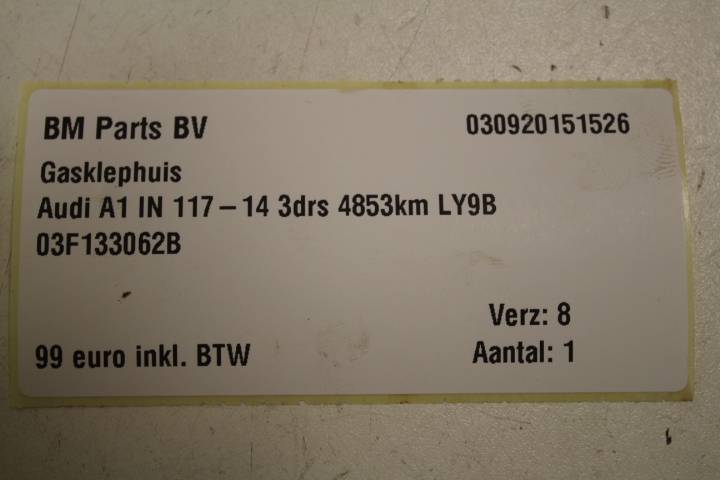 BM Parts BV 030920151526
Gasklephuis
Audi A1 IN 117-14 3drs 4853km LY9B
03F133062B
Verz: 8
99 euro inkl. BTW Aantal: 1